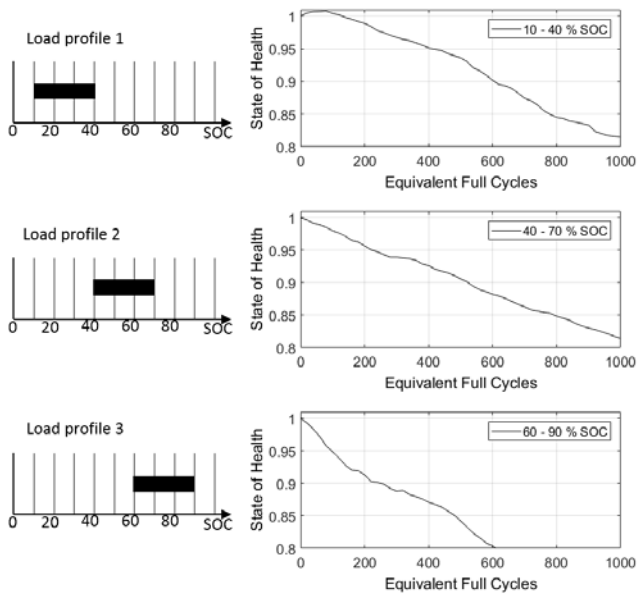 Load profile 1
0 20 40 60 80 SOC
State of Health
1
0.95
0.9
0.85
0.8
10 - 40 % SOC
0 200 400 600 800 1000
Equivalent Full Cycles
Load profile 2
0 20 40 60 80 SOC
State of Health
1
0.95
0.9
0.85
0.8
40 - 70 % SOC
0 200 400 600 800 1000
Equivalent Full Cycles
Load profile 3
0 20 40 60 80 SOC
State of Health
1
0.95
0.9
0.85
0.8
60 - 90 % SOC
0 200 400 600 800 1000
Equivalent Full Cycles